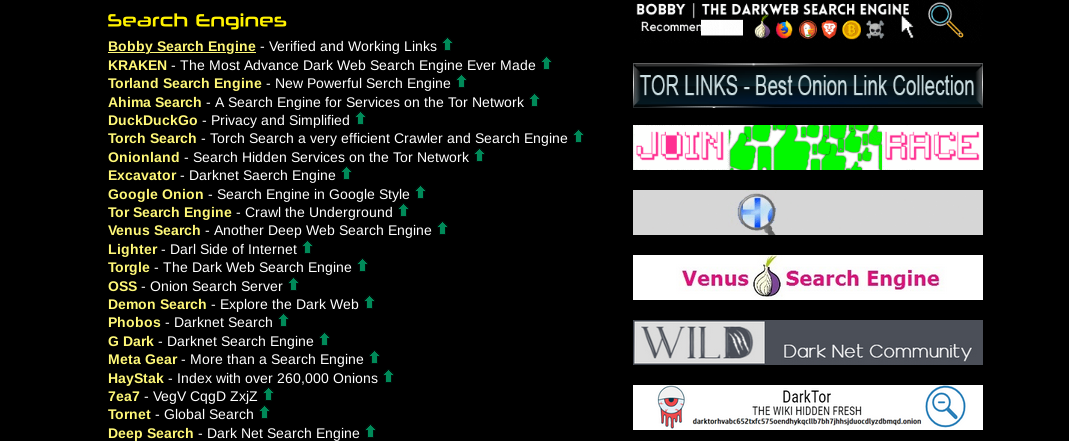 Search Engines
Bobby Search Engine - Verified and Working Links
KRAKEN - The Most Advance Dark Web Search Engine Ever Made
Torland Search Engine - New Powerful Serch Engine
Ahima Search - A Search Engine for Services on the Tor Network
DuckDuckGo - Privacy and Simplified
Torch Search - Torch Search a very efficient Crawler and Search Engine
Onionland - Search Hidden Services on the Tor Network
Excavator - Darknet Saerch Engine
Google Onion - Search Engine in Google Style
Tor Search Engine - Crawl the Underground
Venus Search - Another Deep Web Search Engine
Lighter - Darl Side of Internet
Torgle - The Dark Web Search Engine
OSS - Onion Search Server
Demon Search - Explore the Dark Web
Phobos - Darknet Search
G Dark - Darknet Search Engine
Meta Gear - More than a Search Engine
HayStak - Index with over 260,000 Onions
7ea7 - VegV CqgD ZxjZ
Tornet - Global Search
Deep Search - Dark Net Search Engine
BOBBY | THE DARKWEB SEARCH ENGINE
Recommen
TOR LINKS - Best Onion Link Collection
JOIN RACE
Venus Search Engine
WILD Dark Net Community
DarkTor
THE WIKI HIDDEN FRESH